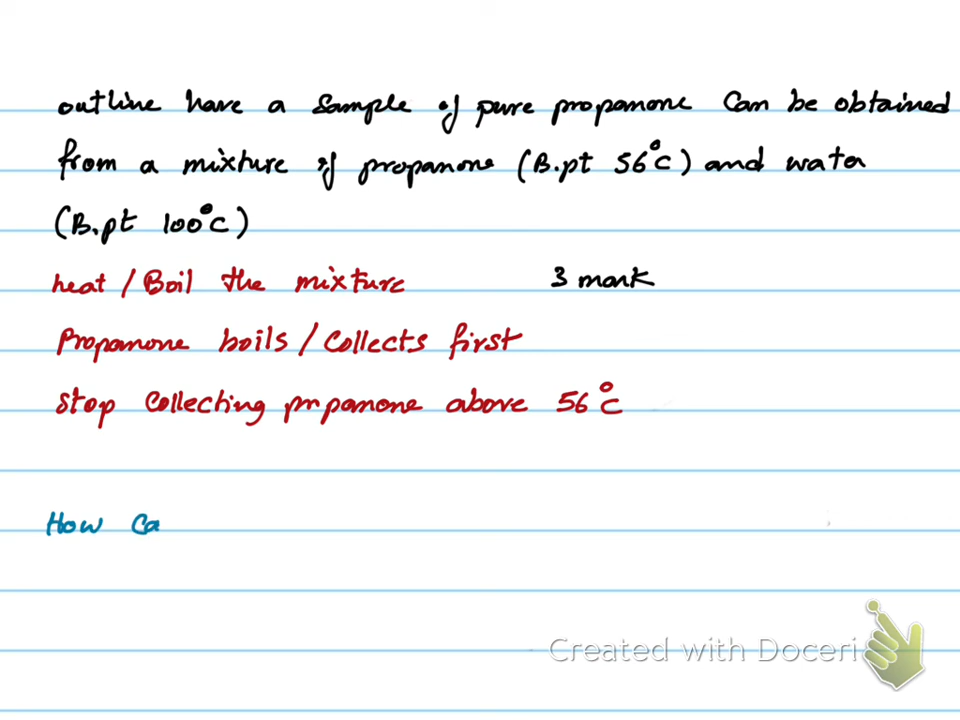 outline have a sample of pure propanone can be obtained
from a mixture of propanone (B.pt 56°C) and water
(B.pt 100°C)
heat / Boil the mixture 3 mark
Propanone boils / Collects first
Stop collecting prpanone above 56°C
How Ca
Created with Doceri